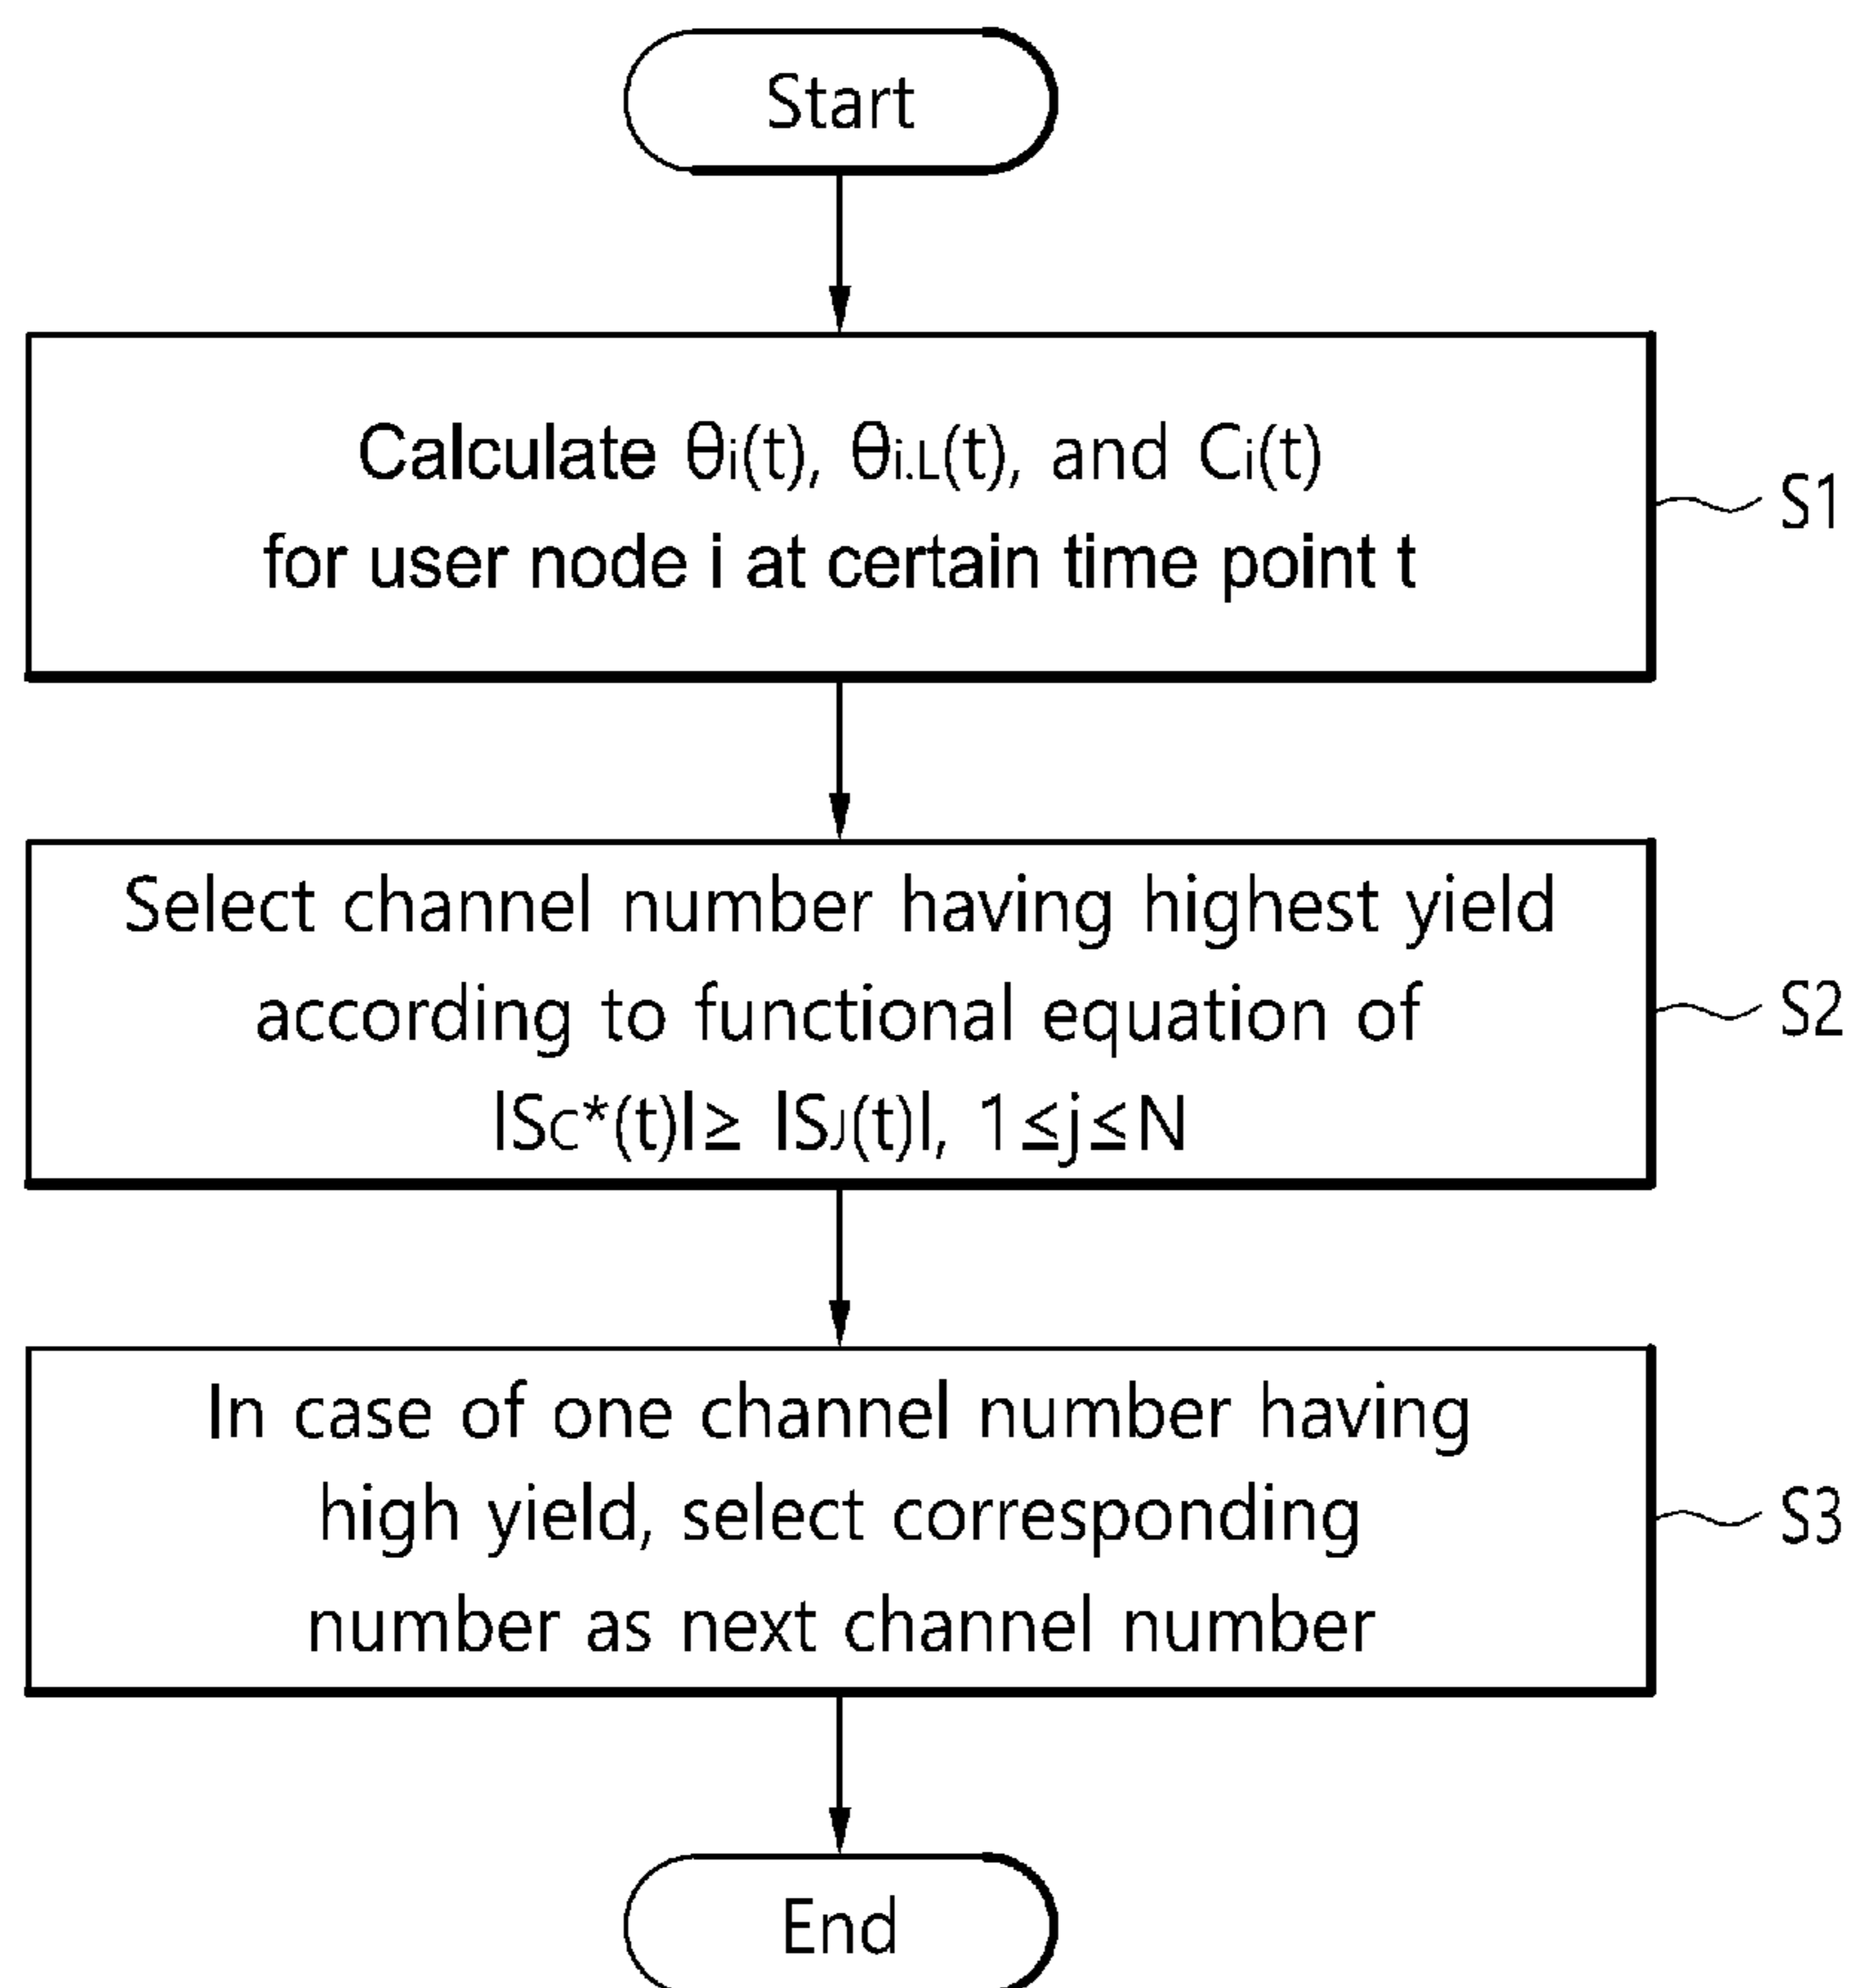 Start
Calculate θi(t), θi.L(t), and Ci(t)
for user node i at certain time point t
S1
Select channel number having highest yield
according to functional equation of
|SC*(t)|≥ |SJ(t)|, 1≤j≤N
S2
In case of one channel number having
high yield, select corresponding
number as next channel number
S3
End